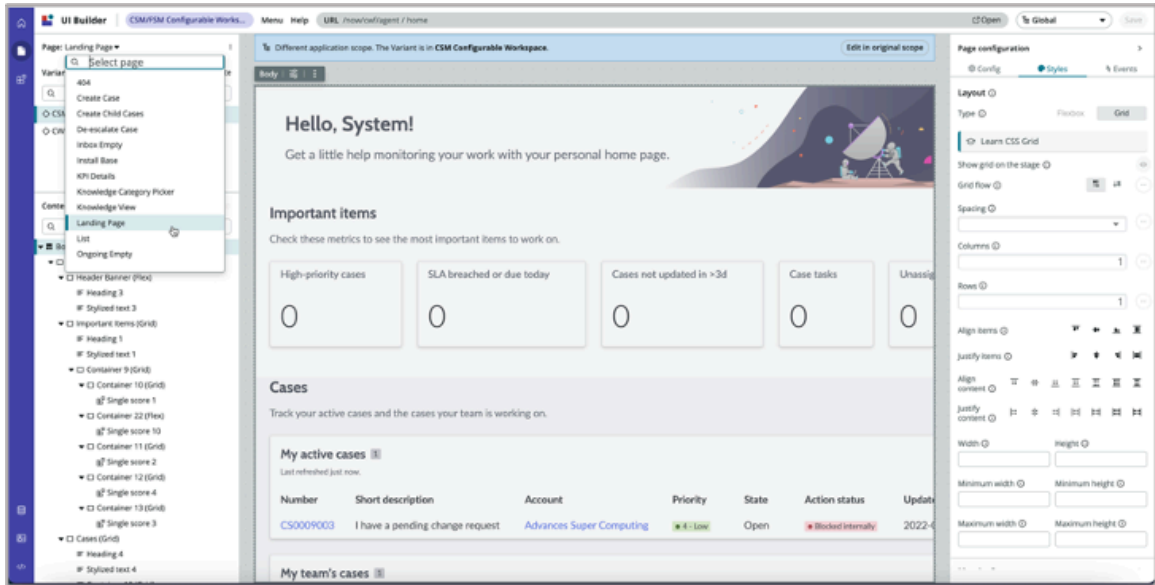 UI Builder
CSM/FSM Configurable Works...
Menu Help
URL /now/cwf/agent / home
Open
Global
Save
Page: Landing Page
Select page
404
Create Case
Create Child Cases
De-escalate Case
Inbox Empty
Install Base
KPI Details
Knowledge Category Picker
Knowledge View
Landing Page
List
Ongoing Empty
Header Banner (Flex)
Heading 3
Stylized text 3
Important Items (Grid)
Heading 1
Stylized text 1
Container 9 (Grid)
Container 10 (Grid)
Single score 1
Container 22 (Flex)
Single score 10
Container 11 (Grid)
Single score 2
Container 12 (Grid)
Single score 4
Container 13 (Grid)
Single score 3
Cases (Grid)
Heading 4
Stylized text 4
Different application scope. The Variant is in CSM Configurable Workspace.
Edit in original scope
Body
Hello, System!
Get a little help monitoring your work with your personal home page.
Important items
Check these metrics to see the most important items to work on.
High-priority cases
0
SLA breached or due today
0
Cases not updated in >3d
0
Case tasks
0
Unassig
0
Cases
Track your active cases and the cases your team is working on.
My active cases 1
Last refreshed just now.
Number Short description Account Priority State Action status Update
CS0009003 I have a pending change request Advances Super Computing 4 - Low Open Blocked Internally 2022-0
My team's cases
Page configuration
Config Styles Events
Layout
Type Flexbox Grid
Learn CSS Grid
Show grid on the stage
Grid flow
Spacing
Columns
1
Rows
1
Align items
Justify items
Align content
Justify content
Width Height
Minimum width Minimum height
Maximum width Maximum height